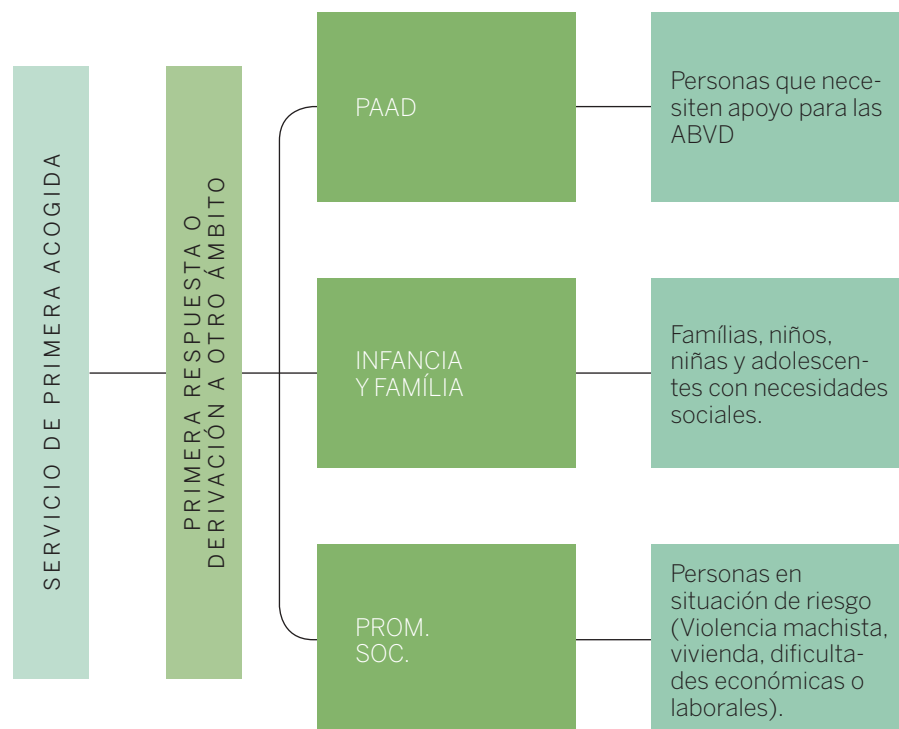 SERVICIO DE PRIMERA ACOGIDA
PRIMERA RESPUESTA O
DERIVACIÓN A OTRO ÁMBITO
PAAD
Personas que nece-
siten apoyo para las
ABVD
INFANCIA
Y FAMÍLIA
Famílias, niños,
niñas y adolescen-
tes con necesidades
sociales.
PROM.
SOC.
Personas en
situación de riesgo
(Violencia machista,
vivienda, dificulta-
des económicas o
laborales).